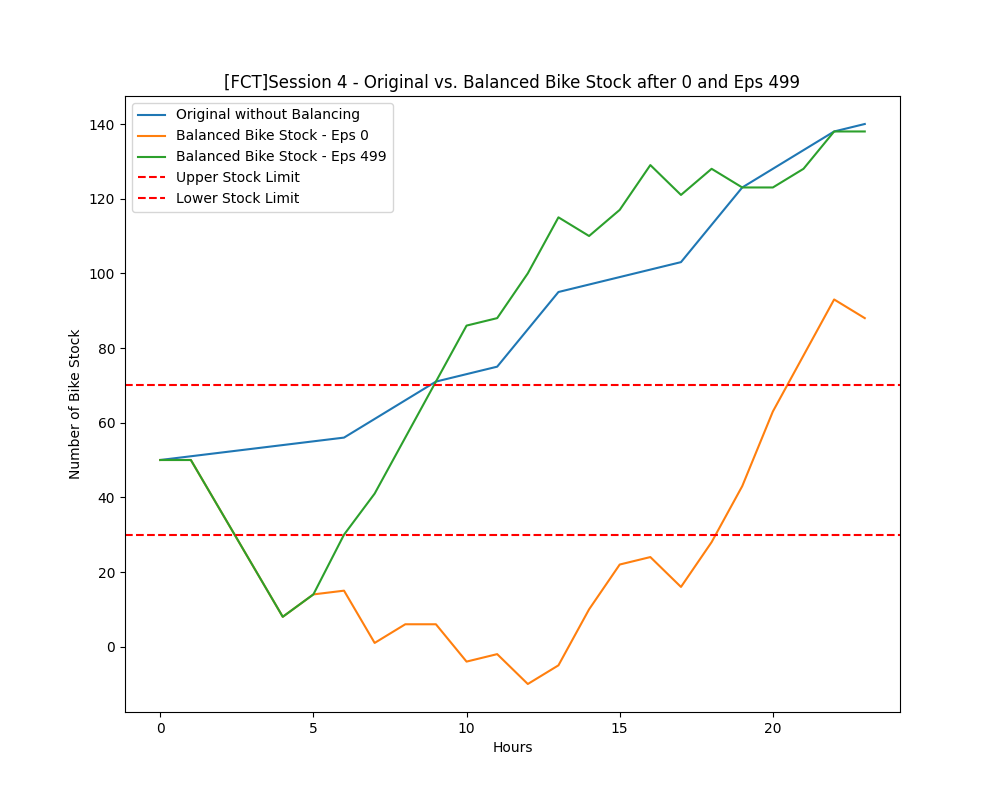 [FCT]Session 4 - Original vs. Balanced Bike Stock after 0 and Eps 499
Original without Balancing
Balanced Bike Stock - Eps 0
Balanced Bike Stock - Eps 499
Upper Stock Limit
Lower Stock Limit
140
120
100
80
60
40
20
0
Number of Bike Stock
0 5 10 15 20
Hours